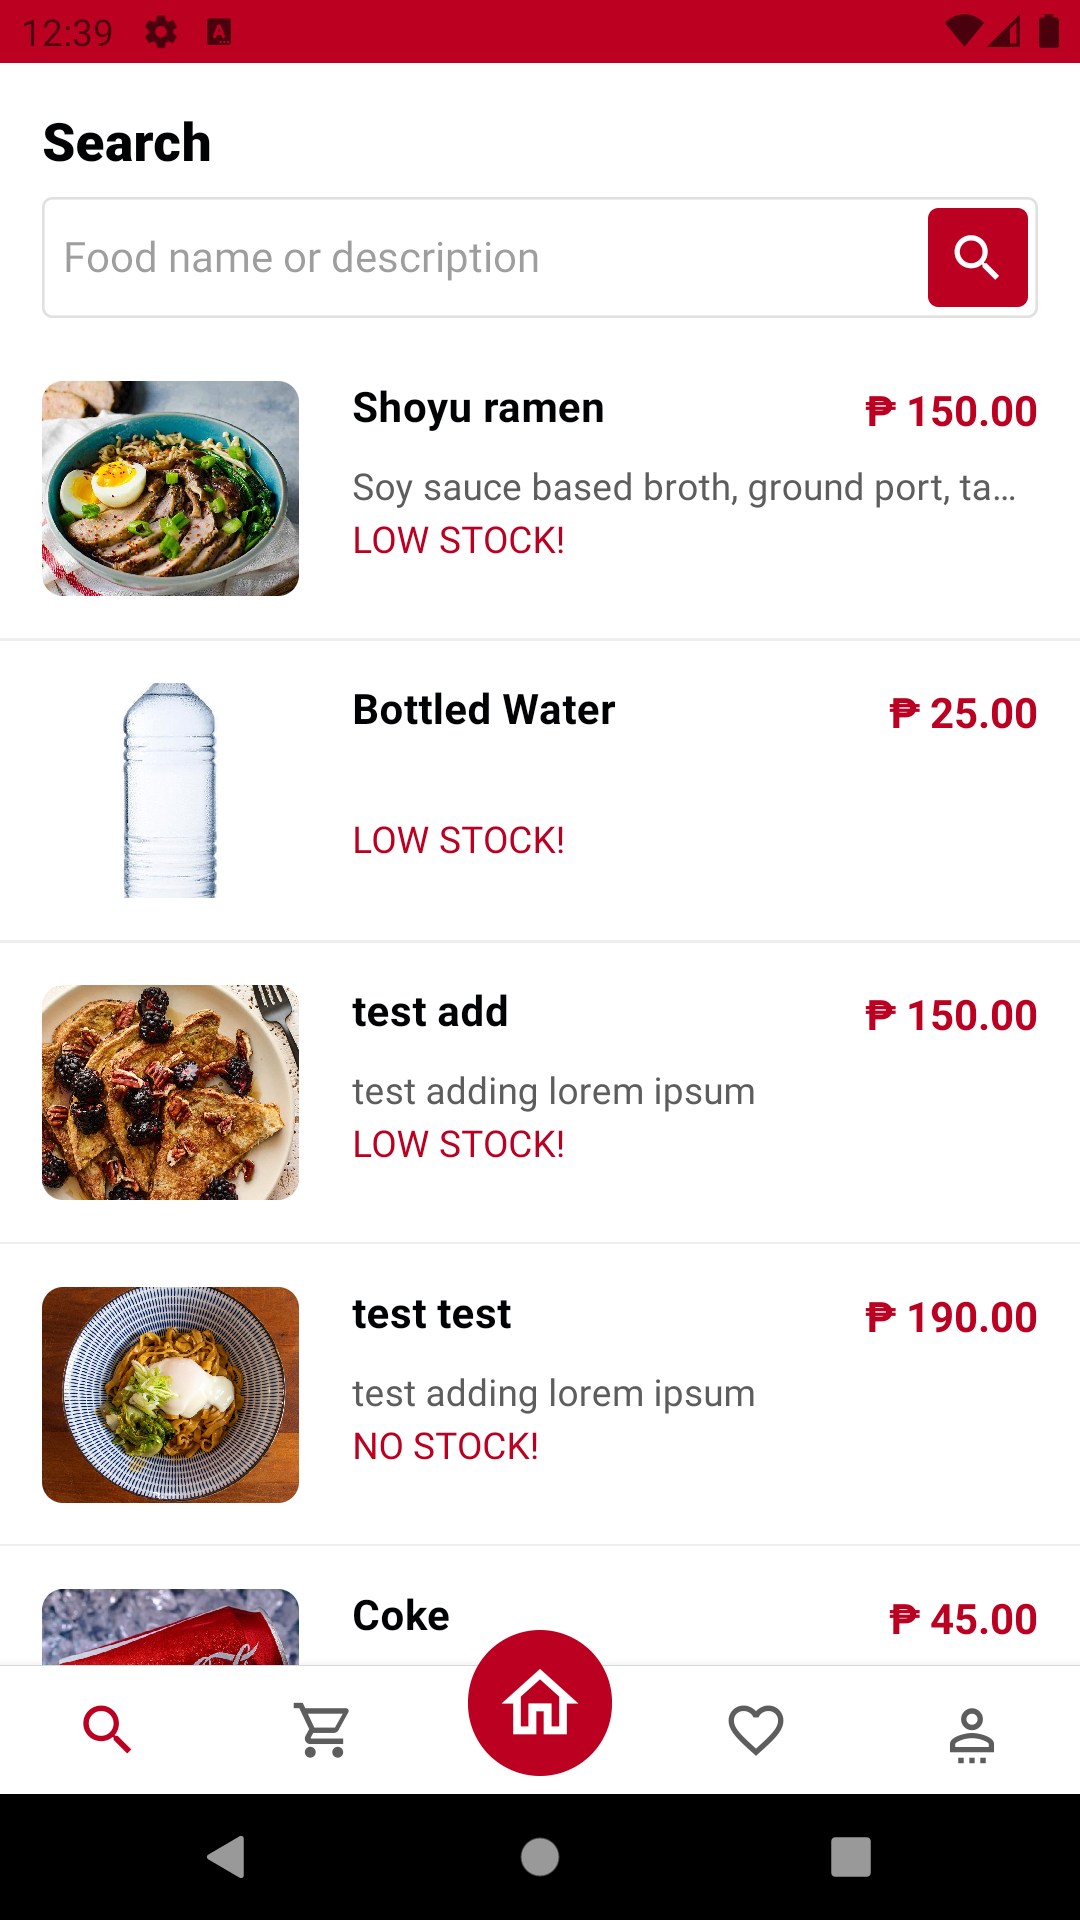 12:39
Search
Food name or description
Shoyu ramen
₱ 150.00
Soy sauce based broth, ground port, ta...
LOW STOCK!
Bottled Water
₱ 25.00
LOW STOCK!
test add
₱ 150.00
test adding lorem ipsum
LOW STOCK!
test test
₱ 190.00
test adding lorem ipsum
NO STOCK!
Coke
₱ 45.00